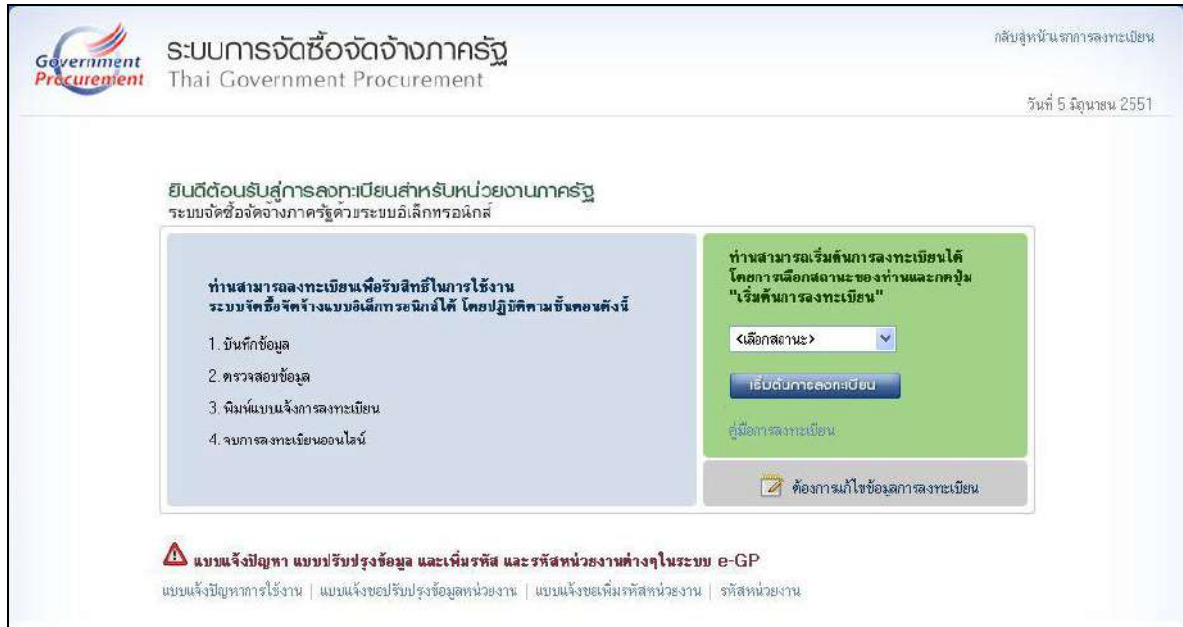 Government
Procurement
ระบบการจัดซื้อจัดจ้างภาครัฐ
Thai Government Procurement
กลับสู่หน้าแรกการลงทะเบียน
วันที่ 5 มิถุนายน 2551
ยินดีต้อนรับสู่การลงทะเบียนสำหรับหน่วยงานภาครัฐ
ระบบจัดซื้อจัดจ้างภาครัฐด้วยระบบอิเล็กทรอนิกส์
ท่านสามารถลงทะเบียนเพื่อรับสิทธิ์ในการใช้งาน
ระบบจัดซื้อจัดจ้างแบบอิเล็กทรอนิกส์ได้ โดยปฏิบัติตามขั้นตอนดังนี้
1. บันทึกข้อมูล
2. ตรวจสอบข้อมูล
3. พิมพ์แบบแจ้งการลงทะเบียน
4. จบการลงทะเบียนออนไลน์
ท่านสามารถเริ่มต้นการลงทะเบียนได้
โดยการเลือกสถานะของท่านและกดปุ่ม
"เริ่มต้นการลงทะเบียน"
<เลือกสถานะ>
เริ่มต้นการลงทะเบียน
คู่มือการลงทะเบียน
ต้องการแก้ไขข้อมูลการลงทะเบียน
แบบแจ้งปัญหา แบบปรับปรุงข้อมูล และเพิ่มรหัส และรหัสหน่วยงานต่างๆในระบบ e-GP
แบบแจ้งปัญหาการใช้งาน | แบบแจ้งขอปรับปรุงข้อมูลหน่วยงาน | แบบแจ้งขอเพิ่มรหัสหน่วยงาน | รหัสหน่วยงาน